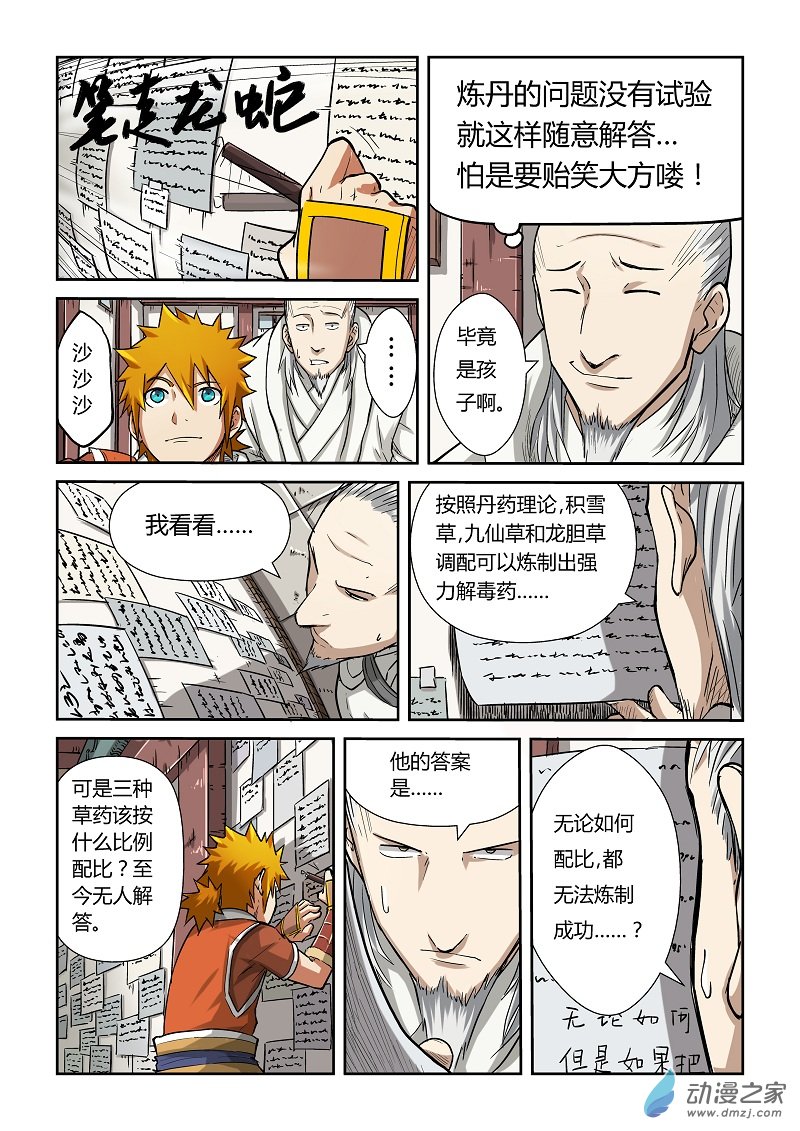 笔走龙蛇
炼丹的问题没有试验
就这样随意解答…
怕是要贻笑大方喽！
毕竟
是孩
子啊。
沙
沙
沙
……
我看看……
按照丹药理论,积雪
草,九仙草和龙胆草
调配可以炼制出强
力解毒药……
可是三种
草药该按
什么比例
配比？至
今无人解
答。
他的答案
是……
无论如何
配比,都
无法炼制
成功……？
无论如何
但是如果把
动漫之家
www.dmzj.com